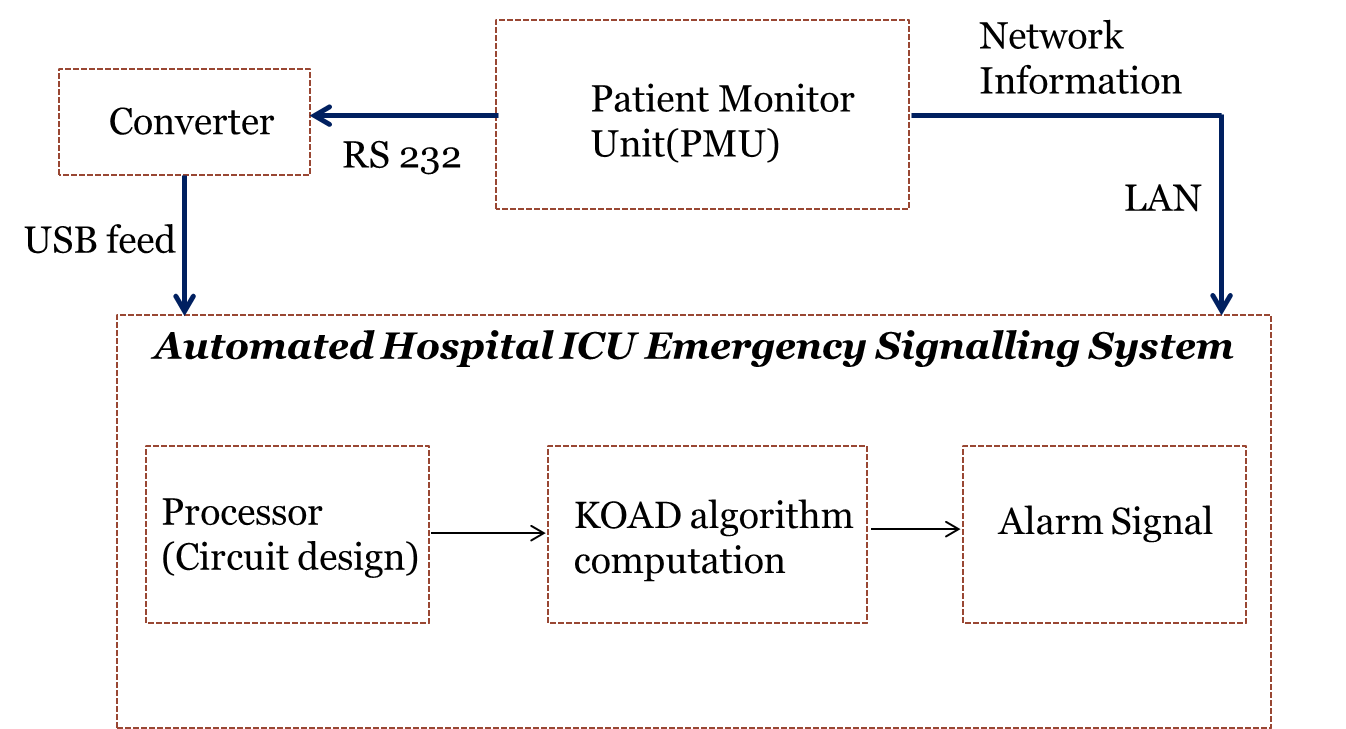 Network
Information
Patient Monitor
Unit(PMU)
Converter
RS 232
LAN
USB feed
Automated Hospital ICU Emergency Signalling System
Processor
(Circuit design)
KOAD algorithm
computation
Alarm Signal